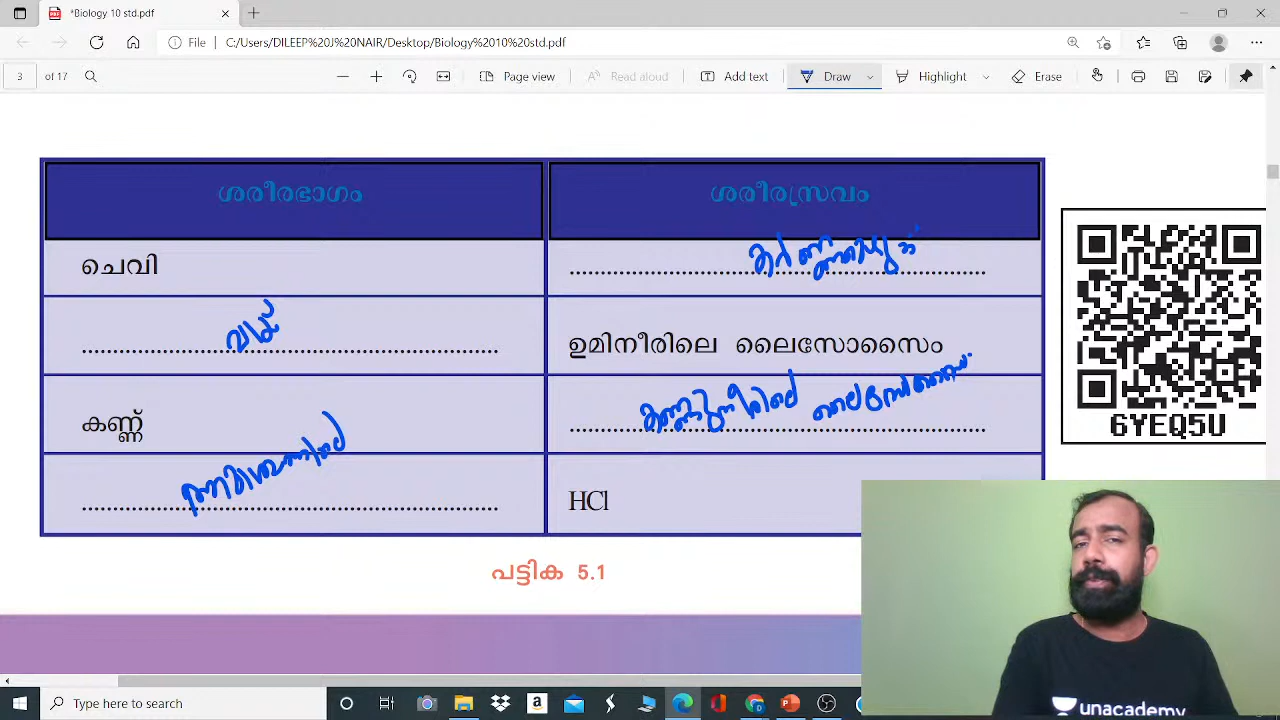 *Biology 10 std.pdf
File C:/Users/DILEEP%20J%20NAIR/Desktop/Biology%2010%20std.pdf
3 of 17 Page view Read aloud Add text Draw Highlight Erase
ശരീരഭാഗം ശരീരസ്രവം
ചെവി
ഉമിനീരിലെ ലൈസോസൈം
കണ്ണ് കണ്ണുനീരിലെ ലൈസോസൈം
HCl
6YEQ5U
പട്ടിക 5.1
unacademy
Type here to search